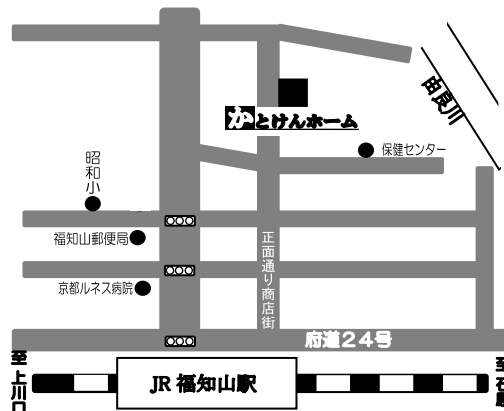 由良川
かとけんホーム
保健センター
昭和小
福知山郵便局
正面通り商店街
京都ルネス病院
府道24号
至上川口
JR 福知山駅
至石原